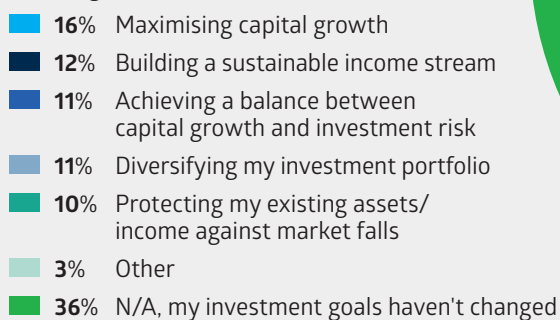 16% Maximising capital growth
12% Building a sustainable income stream
11% Achieving a balance between
capital growth and investment risk
11% Diversifying my investment portfolio
10% Protecting my existing assets/
income against market falls
3% Other
36% N/A, my investment goals haven't changed